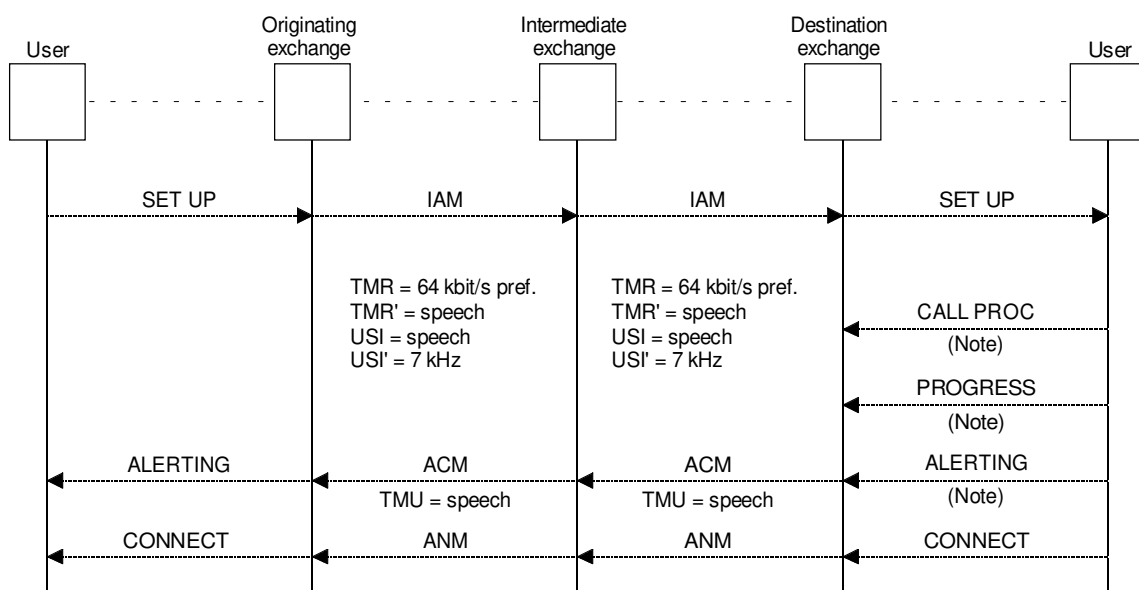 User
Originating
exchange
Intermediate
exchange
Destination
exchange
User
SET UP
IAM
IAM
SET UP
TMR = 64 kbit/s pref.
TMR' = speech
USI = speech
USI' = 7 kHz
TMR = 64 kbit/s pref.
TMR' = speech
USI = speech
USI' = 7 kHz
CALL PROC
(Note)
PROGRESS
(Note)
ALERTING
ACM
ACM
ALERTING
TMU = speech
TMU = speech
(Note)
CONNECT
ANM
ANM
CONNECT